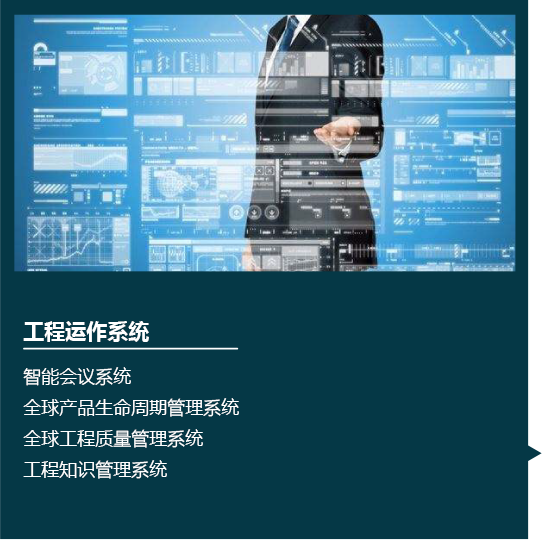 工程运作系统
智能会议系统
全球产品生命周期管理系统
全球工程质量管理系统
工程知识管理系统